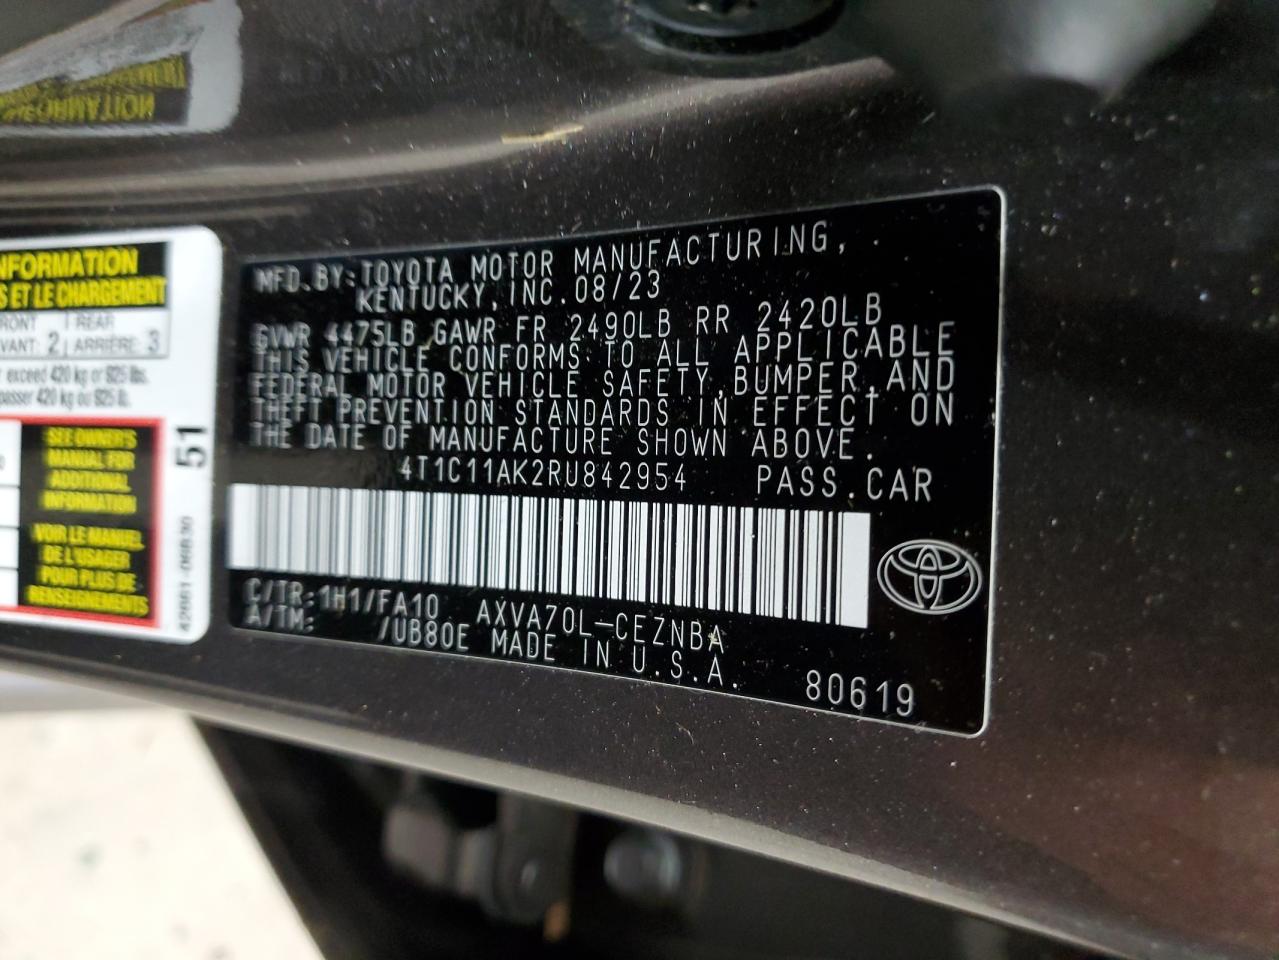 NFORMATION
S ET LE CHARGEMENT
RONT | REAR
VANT: 2 | ARRIÈRE: 3
exceed 420 kg or 925 lbs.
passer 420 kg ou 925 lb.
SEE OWNER'S
MANUAL FOR
ADDITIONAL
INFORMATION
VOIR LE MANUEL
DE L'USAGER
POUR PLUS DE
RENSEIGNEMENTS
51
MFD.BY:TOYOTA MOTOR MANUFACTURING,
KENTUCKY,INC.08/23
GVWR 4475LB GAWR FR 2490LB RR 2420LB
THIS VEHICLE CONFORMS TO ALL APPLICABLE
FEDERAL MOTOR VEHICLE SAFETY,BUMPER,AND
THEFT PREVENTION STANDARDS IN EFFECT ON
THE DATE OF MANUFACTURE SHOWN ABOVE.
4T1C11AK2RU842954 PASS.CAR
C/TR:1H1/FA10 AXVA70L-CEZNBA
A/TM: /UB80E MADE IN U.S.A.
80619